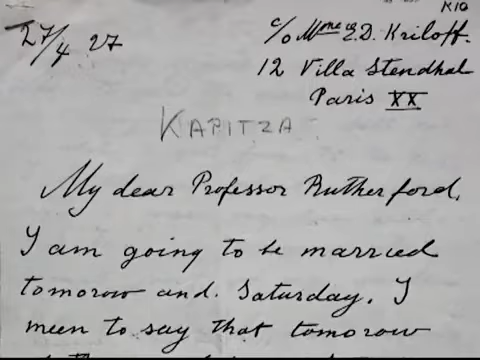 K10
27/4 27
c/o Mme E.D. Kriloff.
12 Villa Stendhal
Paris XX
KAPITZA
My dear Professor Rutherford,
I am going to be married
tomorow and. Saturday. I
meen to say that tomorow